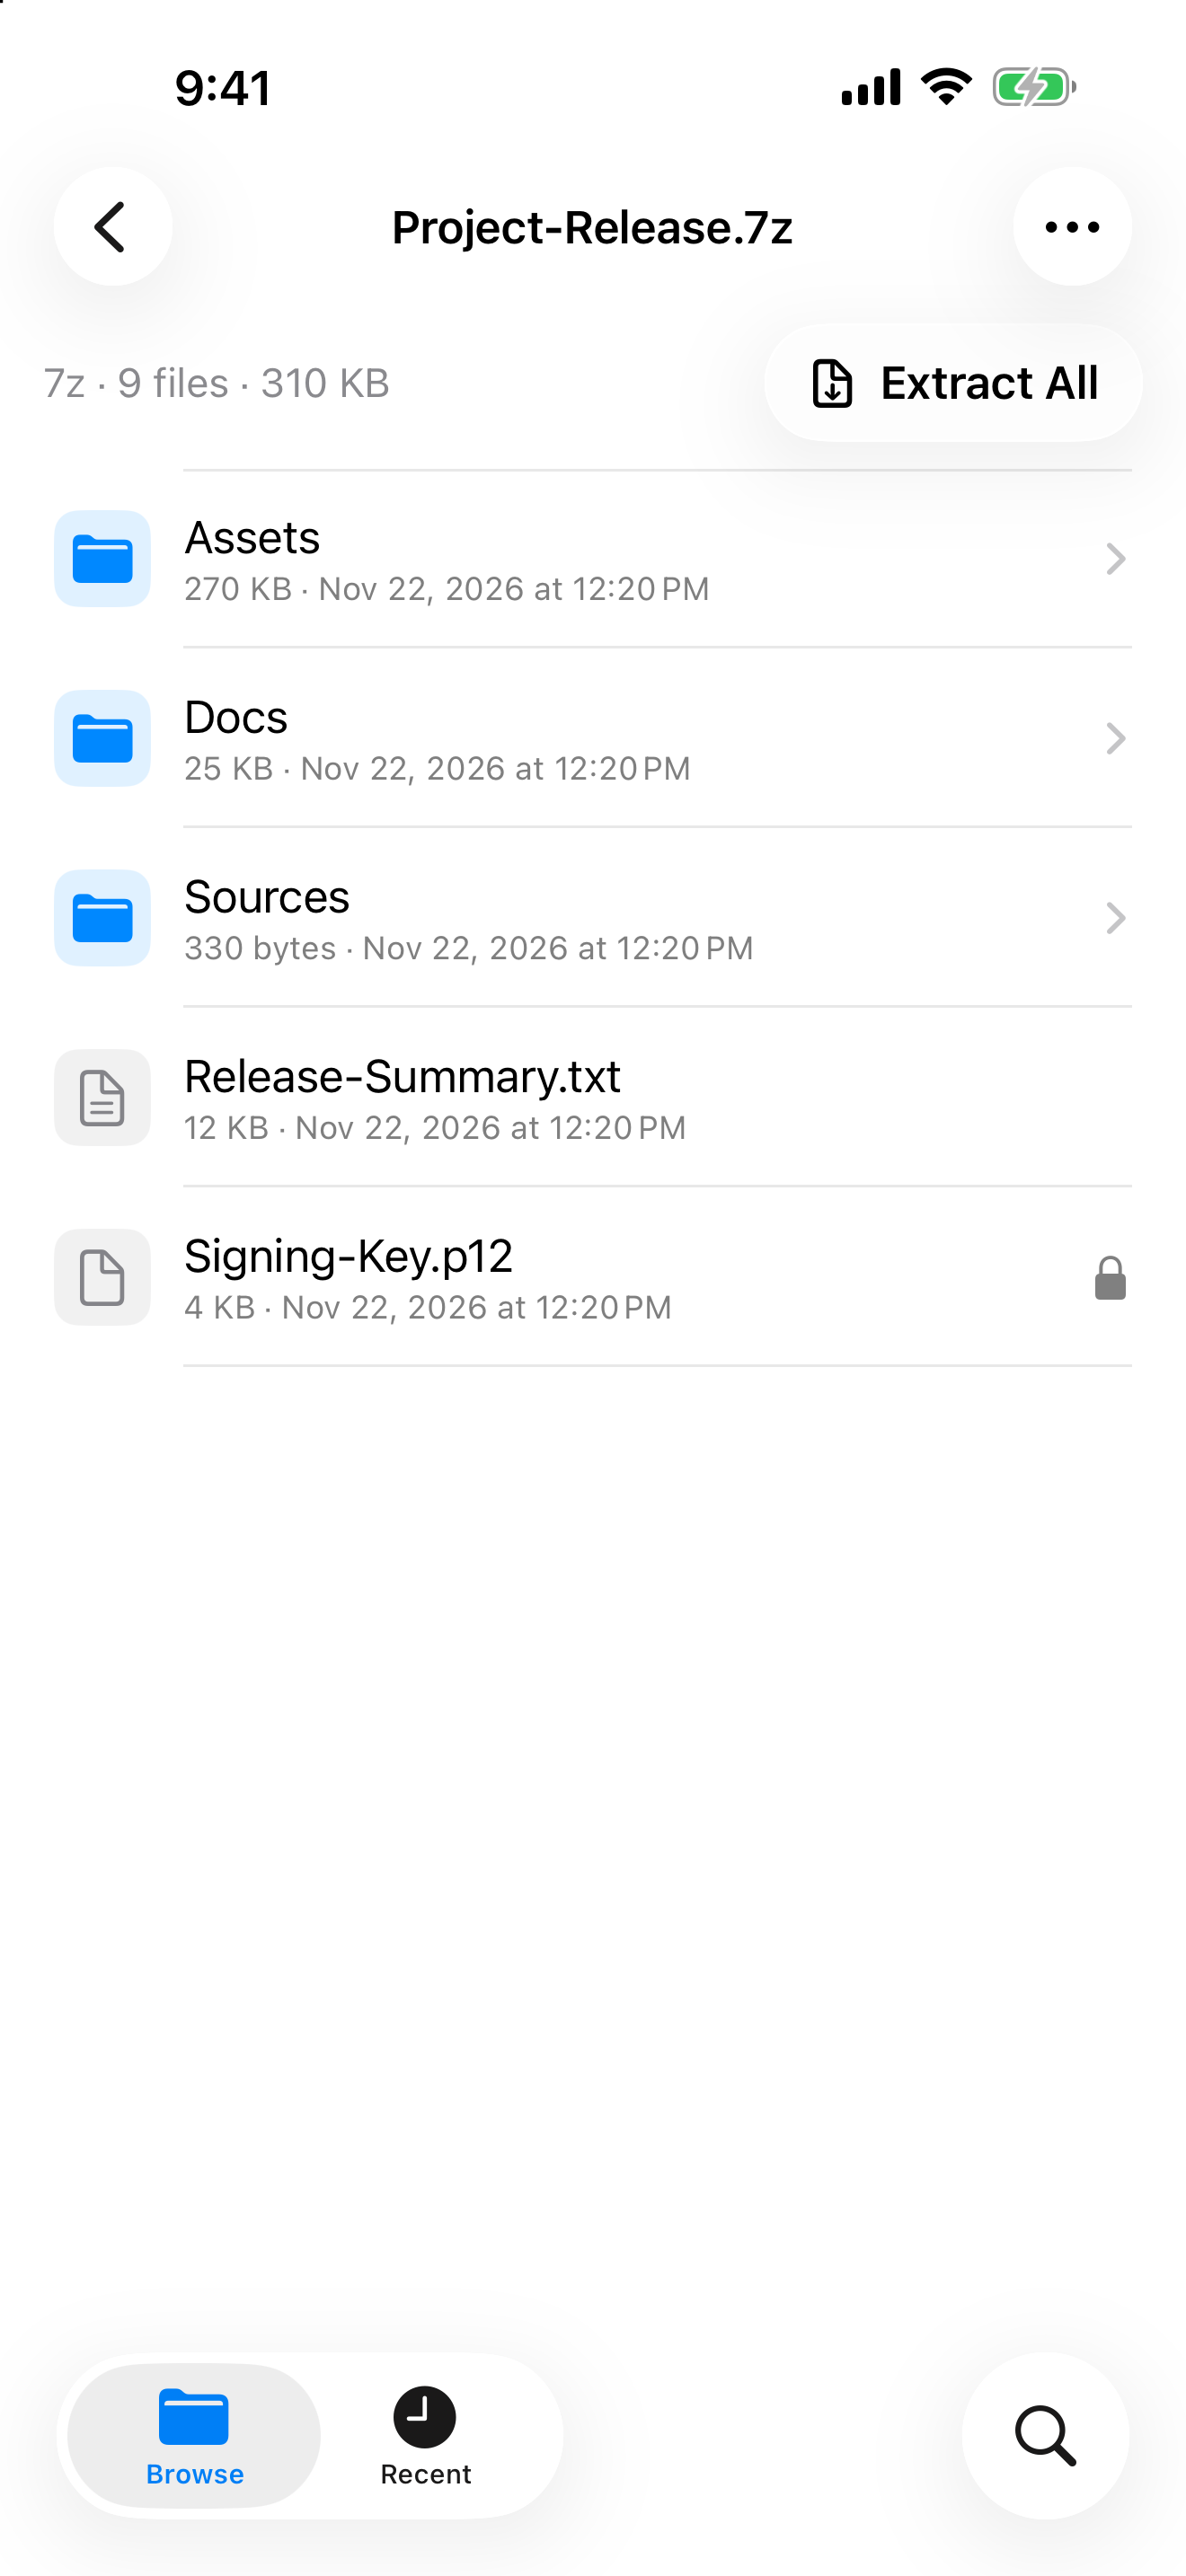 9:41
Project-Release.7z
7z · 9 files · 310 KB
Extract All
Assets
270 KB · Nov 22, 2026 at 12:20 PM
Docs
25 KB · Nov 22, 2026 at 12:20 PM
Sources
330 bytes · Nov 22, 2026 at 12:20 PM
Release-Summary.txt
12 KB · Nov 22, 2026 at 12:20 PM
Signing-Key.p12
4 KB · Nov 22, 2026 at 12:20 PM
Browse
Recent